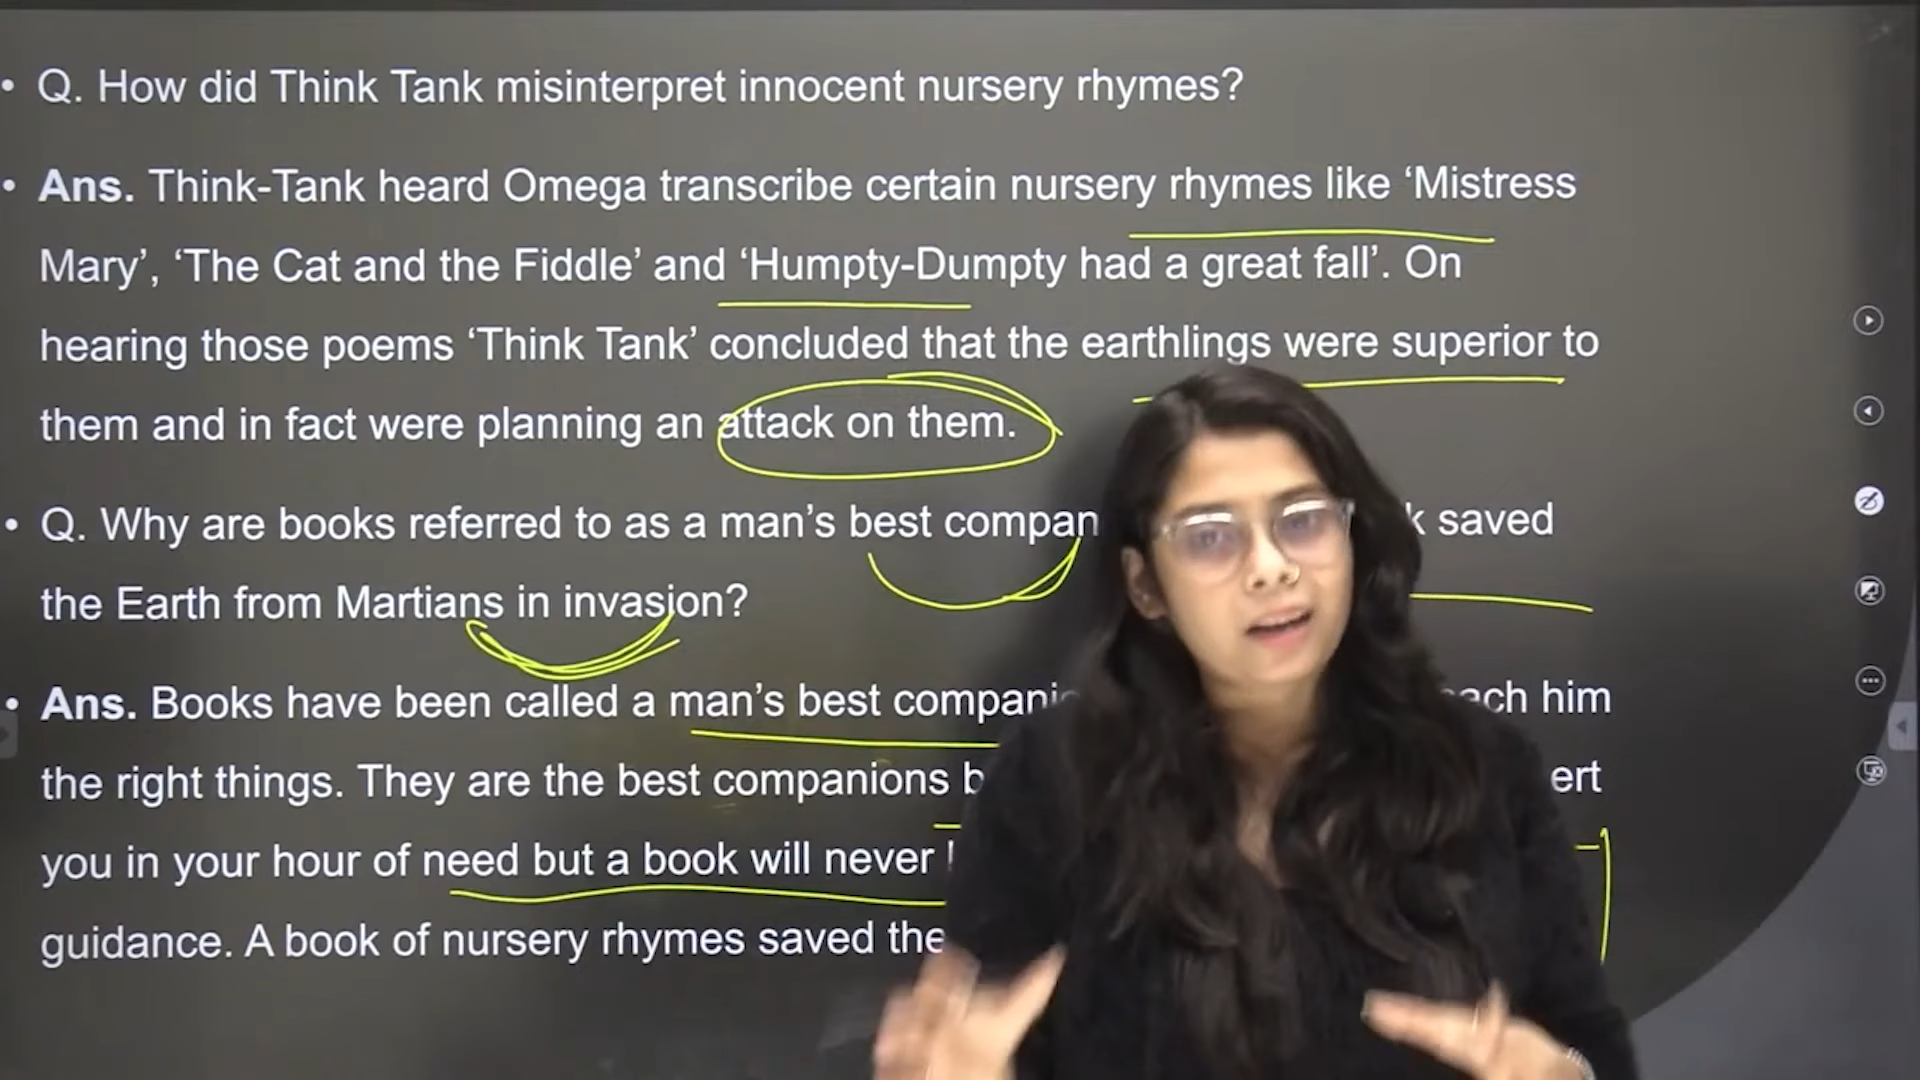 • Q. How did Think Tank misinterpret innocent nursery rhymes?
• Ans. Think-Tank heard Omega transcribe certain nursery rhymes like ‘Mistress
Mary’, ‘The Cat and the Fiddle’ and ‘Humpty-Dumpty had a great fall’. On
hearing those poems ‘Think Tank’ concluded that the earthlings were superior to
them and in fact were planning an attack on them.
• Q. Why are books referred to as a man’s best saved
the Earth from Martians in invasion?
• Ans. Books have been called a man’s best him
the right things. They are the best companions
you in your hour of need but a book will never
guidance. A book of nursery rhymes saved the